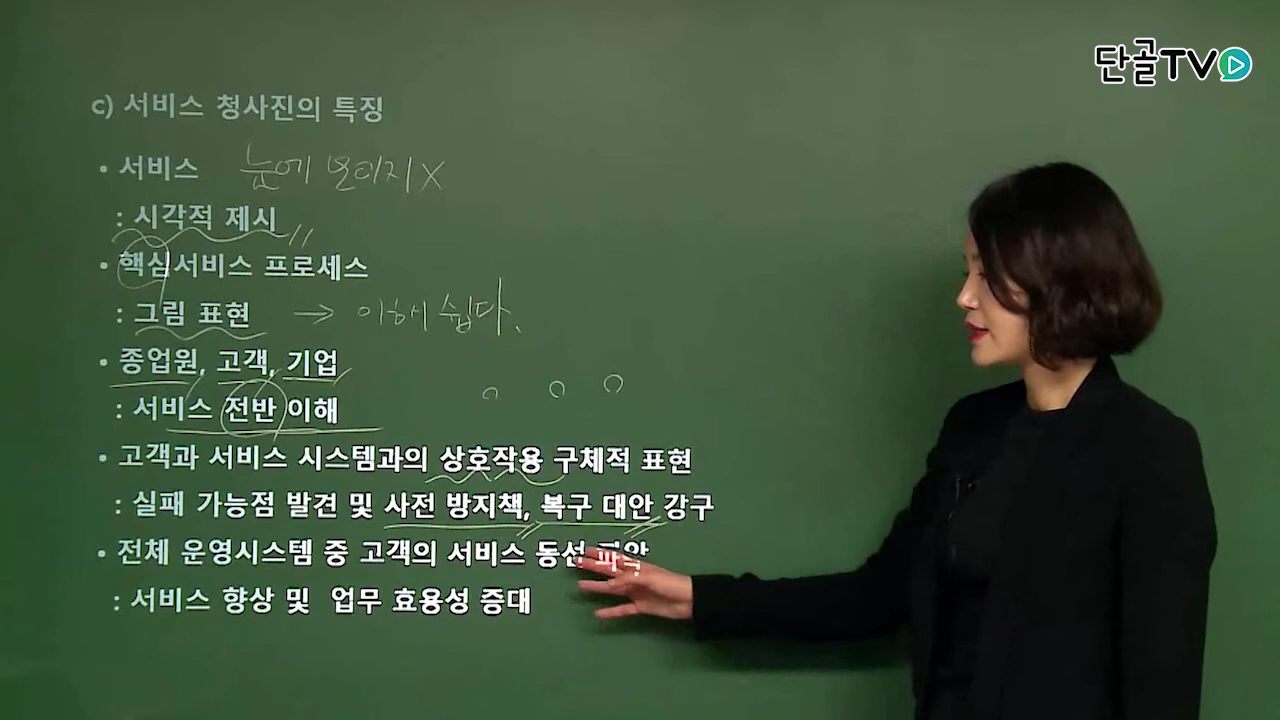 단골TV
c) 서비스 청사진의 특징
• 서비스 눈에 보이지 X
: 시각적 제시
• 핵심서비스 프로세스
: 그림 표현 → 이해 쉽다.
• 종업원, 고객, 기업
: 서비스 전반 이해
• 고객과 서비스 시스템과의 상호작용 구체적 표현
: 실패 가능점 발견 및 사전 방지책, 복구 대안 강구
• 전체 운영시스템 중 고객의 서비스 동선 파악
: 서비스 향상 및 업무 효용성 증대